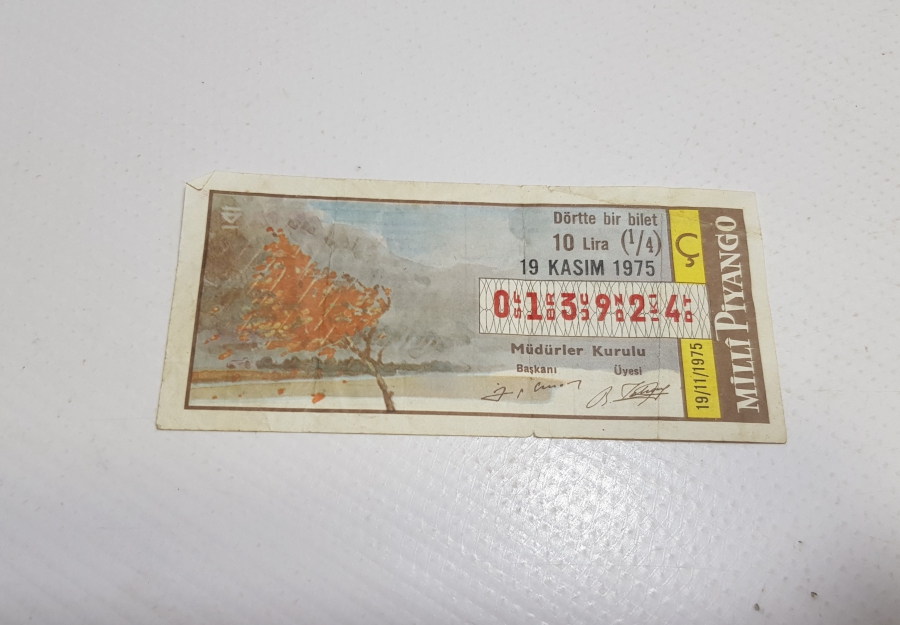 Dörtte bir bilet
10 Lira (1/4)
19 KASIM 1975
Ç
013924
Müdürler Kurulu
Başkanı Üyesi
19/11/1975
MİLLÎ PİYANGO